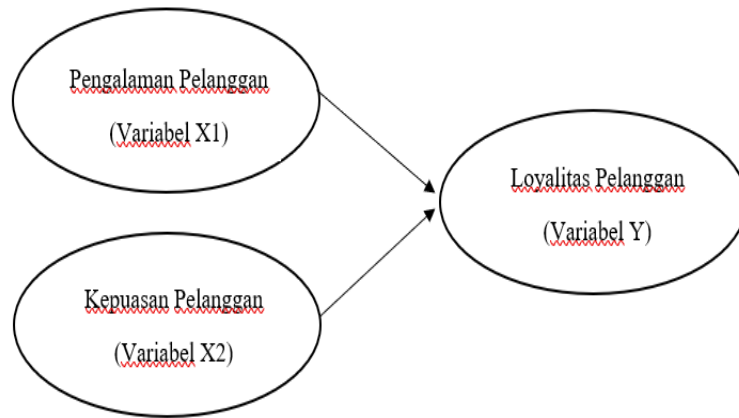 Pengalaman Pelanggan
(Variabel X1)
Loyalitas Pelanggan
(Variabel Y)
Kepuasan Pelanggan
(Variabel X2)